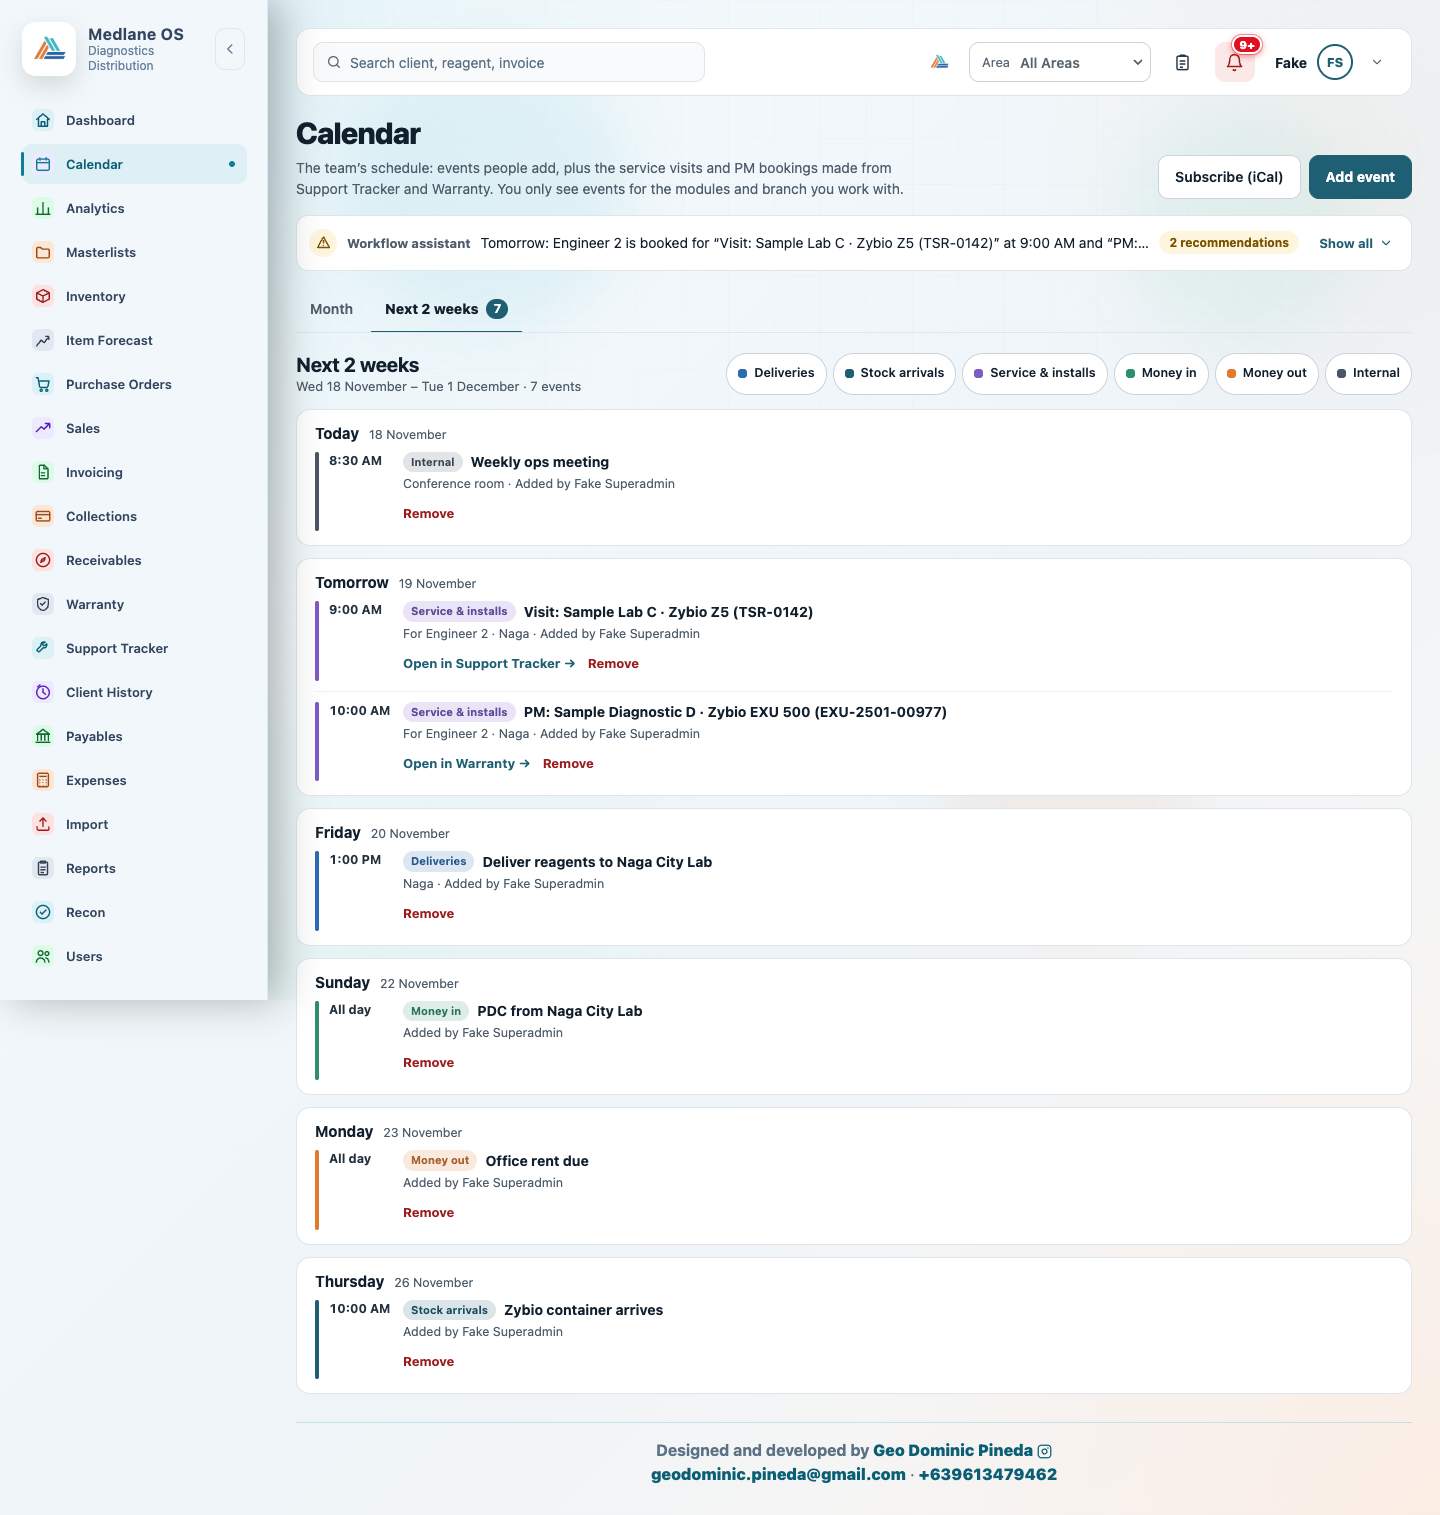 Medlane OS
Diagnostics
Distribution
Dashboard
Calendar
Analytics
Masterlists
Inventory
Item Forecast
Purchase Orders
Sales
Invoicing
Collections
Receivables
Warranty
Support Tracker
Client History
Payables
Expenses
Import
Reports
Recon
Users
Search client, reagent, invoice
Area All Areas
9+
Fake FS
Calendar
The team’s schedule: events people add, plus the service visits and PM bookings made from
Support Tracker and Warranty. You only see events for the modules and branch you work with.
Subscribe (iCal)
Add event
Workflow assistant Tomorrow: Engineer 2 is booked for “Visit: Sample Lab C · Zybio Z5 (TSR-0142)” at 9:00 AM and “PM:... 2 recommendations Show all
Month Next 2 weeks 7
Next 2 weeks
Wed 18 November – Tue 1 December · 7 events
Deliveries Stock arrivals Service & installs Money in Money out Internal
Today 18 November
8:30 AM Internal Weekly ops meeting
Conference room · Added by Fake Superadmin
Remove
Tomorrow 19 November
9:00 AM Service & installs Visit: Sample Lab C · Zybio Z5 (TSR-0142)
For Engineer 2 · Naga · Added by Fake Superadmin
Open in Support Tracker → Remove
10:00 AM Service & installs PM: Sample Diagnostic D · Zybio EXU 500 (EXU-2501-00977)
For Engineer 2 · Naga · Added by Fake Superadmin
Open in Warranty → Remove
Friday 20 November
1:00 PM Deliveries Deliver reagents to Naga City Lab
Naga · Added by Fake Superadmin
Remove
Sunday 22 November
All day Money in PDC from Naga City Lab
Added by Fake Superadmin
Remove
Monday 23 November
All day Money out Office rent due
Added by Fake Superadmin
Remove
Thursday 26 November
10:00 AM Stock arrivals Zybio container arrives
Added by Fake Superadmin
Remove
Designed and developed by Geo Dominic Pineda
geodominic.pineda@gmail.com · +639613479462